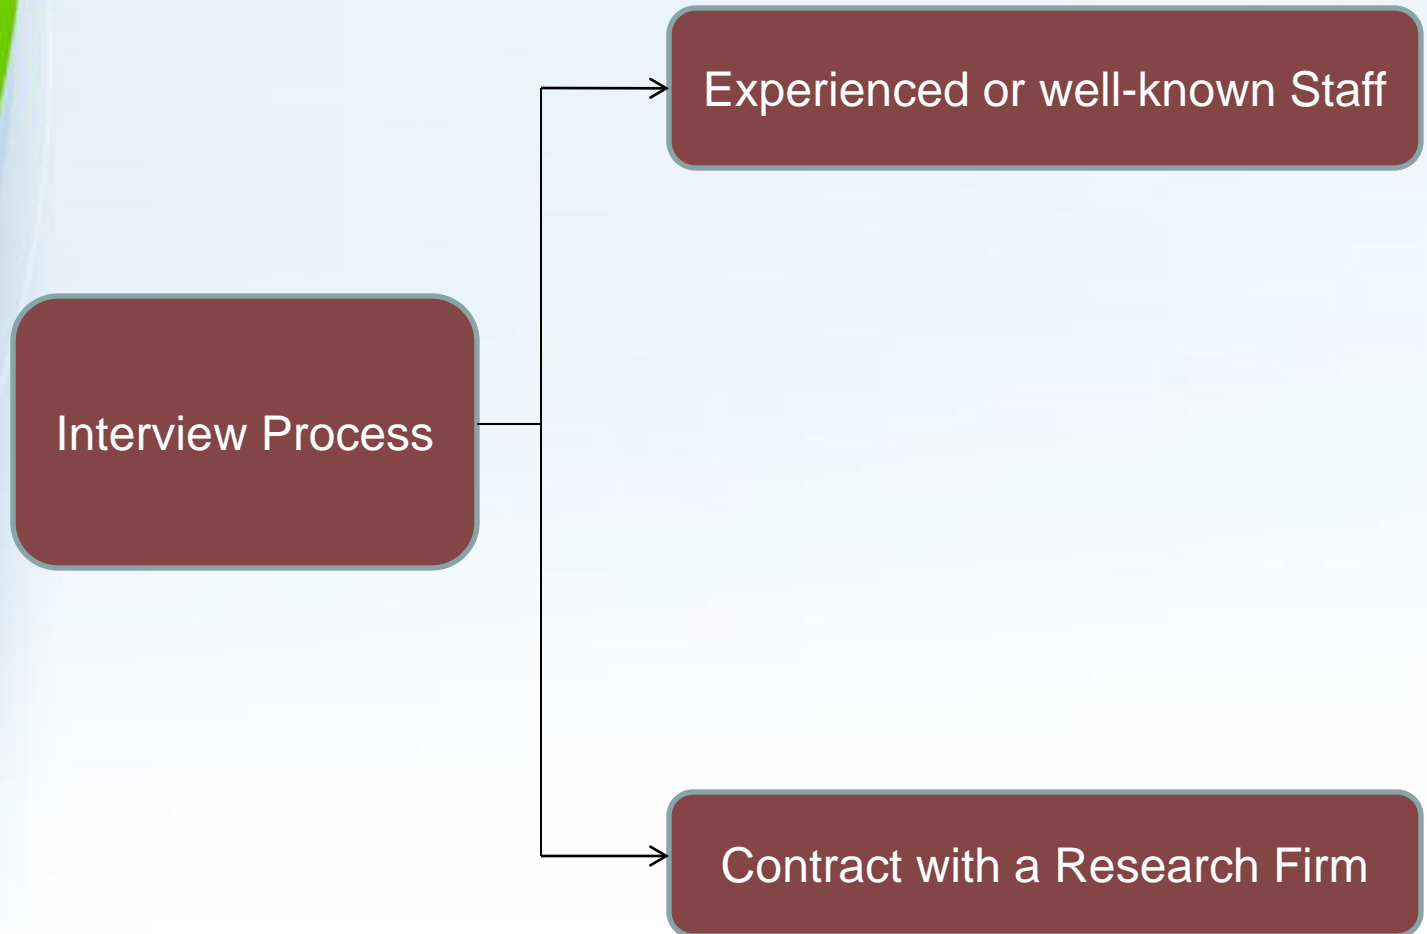 Experienced or well-known Staff
Interview Process
Contract with a Research Firm